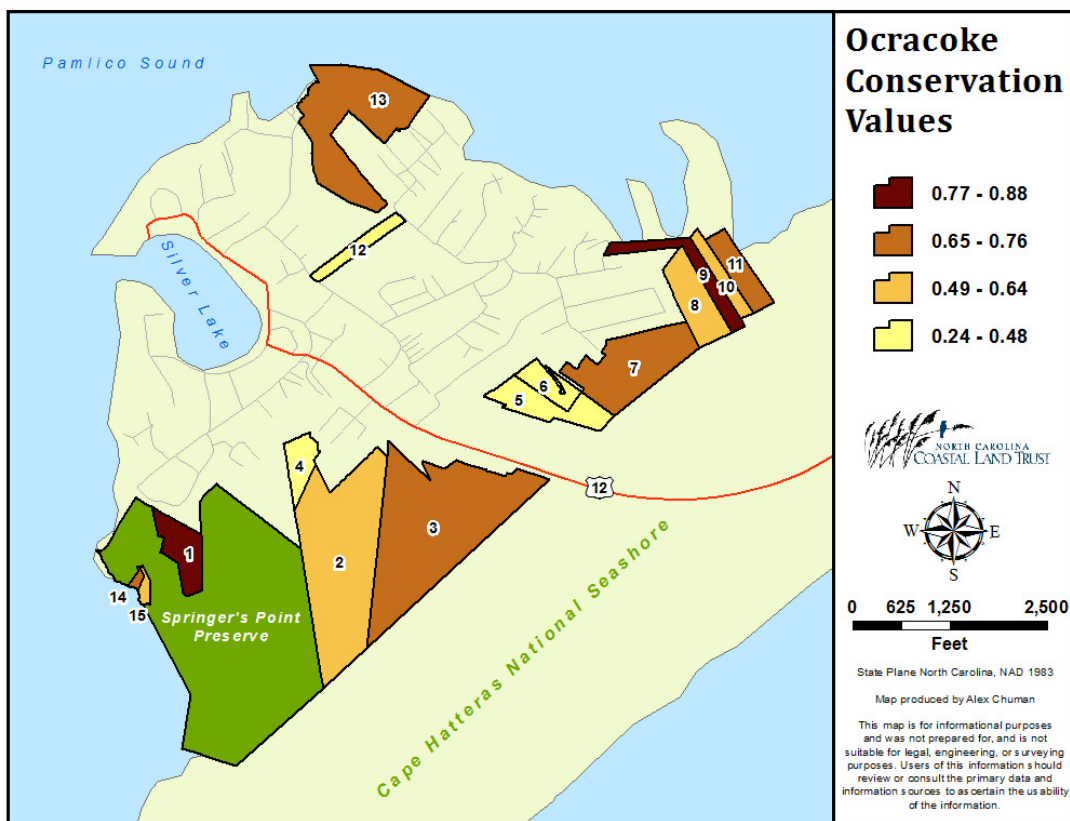 Pamlico Sound
13
12
Silver Lake
11
9
10
8
7
6
5
4
12
3
1
2
14
15
Springer's Point
Preserve
Cape Hatteras National Seashore
Ocracoke
Conservation
Values
0.77 - 0.88
0.65 - 0.76
0.49 - 0.64
0.24 - 0.48
NORTH CAROLINA
COASTAL LAND TRUST
N
W E
S
0 625 1,250 2,500
Feet
State Plane North Carolina, NAD 1983
Map produced by Alex Chuman
This map is for informational purposes
and was not prepared for, and is not
suitable for legal, engineering, or surveying
purposes. Users of this information should
review or consult the primary data and
information sources to ascertain the usability
of the information.